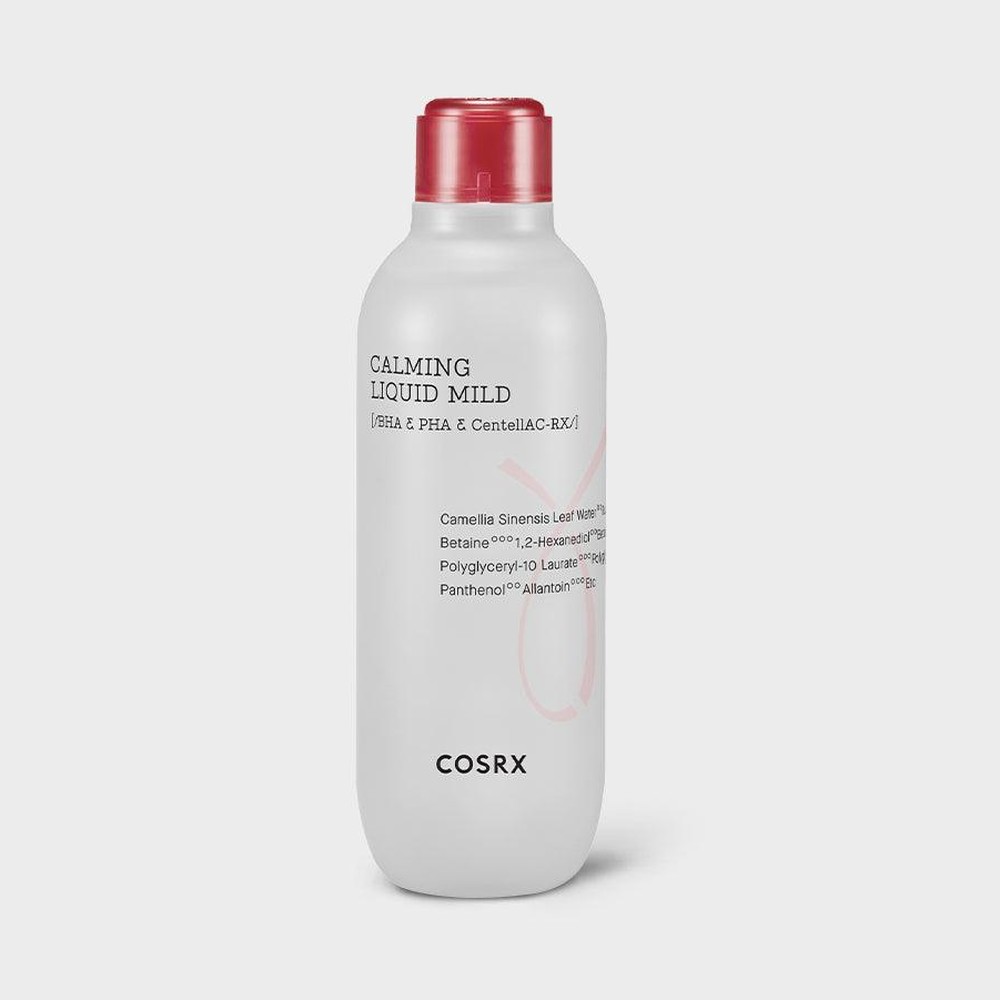 CALMING
LIQUID MILD
[/BHA & PHA & CentellAC-RX/]
Camellia Sinensis Leaf Water°°
Betaine°°°1,2-Hexanediol°°
Polyglyceryl-10 Laurate°°°
Panthenol°°Allantoin°°°Etc
COSRX